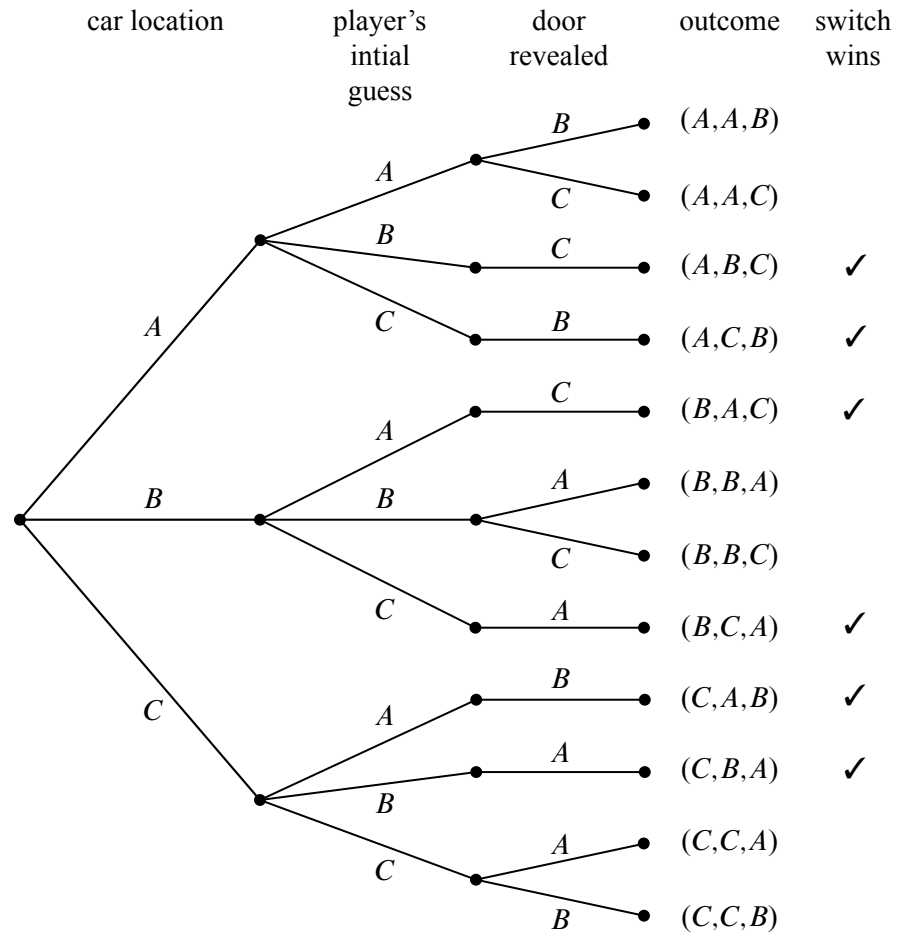 car location player's door outcome switch
intial revealed wins
guess
B (A,A,B)
A
C (A,A,C)
B C (A,B,C) ✓
A C B (A,C,B) ✓
C (B,A,C) ✓
A
B B A (B,B,A)
C (B,B,C)
C A (B,C,A) ✓
C A B (C,A,B) ✓
A (C,B,A) ✓
B
A (C,C,A)
C
B (C,C,B)